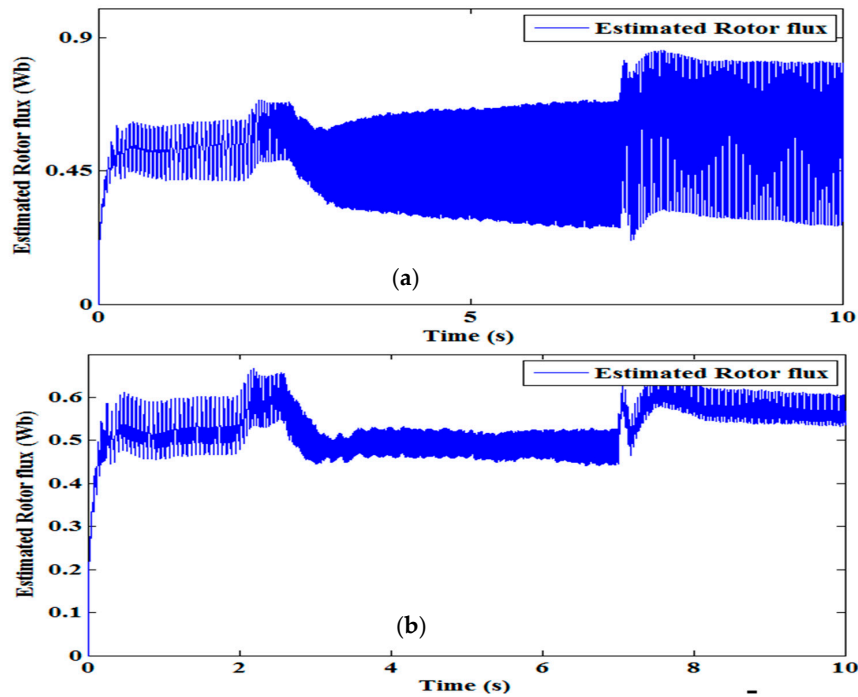 Estimated Rotor flux
Estimated Rotor flux (Wb)
0.9
0.45
0
(a)
0
5
10
Time (s)
Estimated Rotor flux
Estimated Rotor flux (Wb)
0.6
0.5
0.4
0.3
0.2
0.1
0
(b)
0
2
4
6
8
10
Time (s)